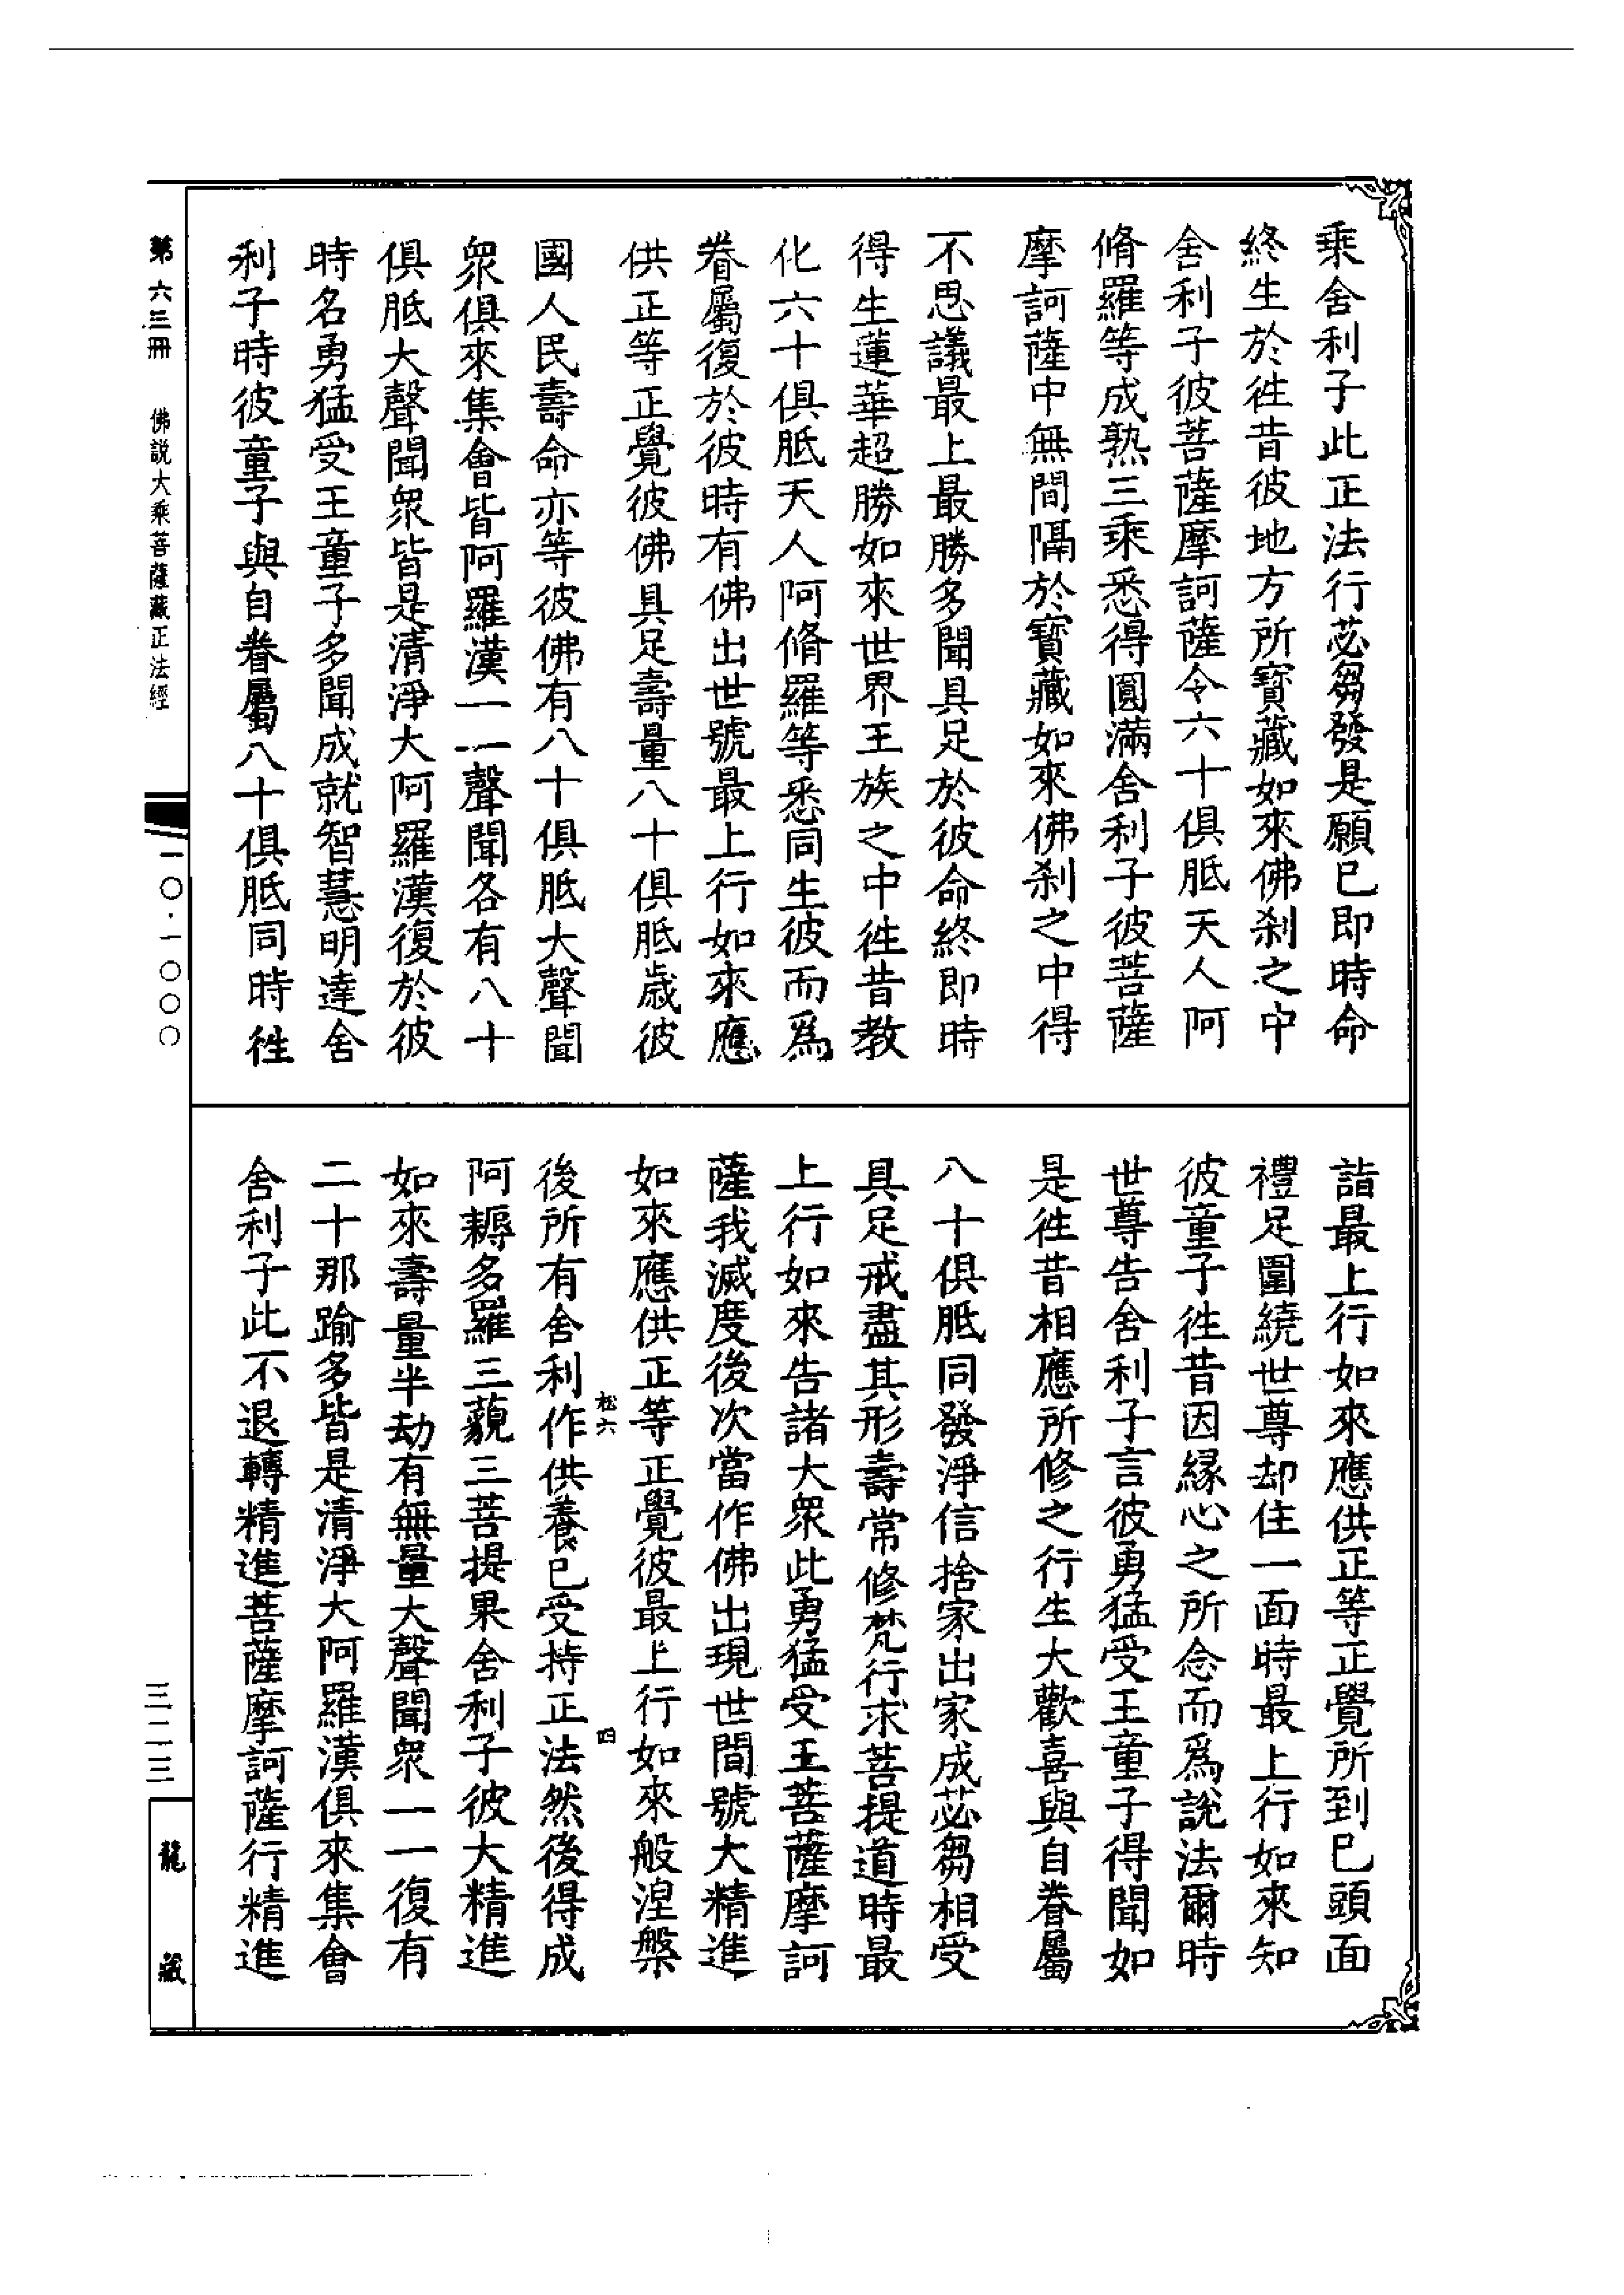 乘舍利子此正法行苾芻發是願已即時命
終生於徃昔彼地方所寳藏如來佛刹之中
舍利子彼菩薩摩訶薩令六十俱胝天人阿
脩羅等成熟三乘悉得圓滿舍利子彼菩薩
摩訶薩中無間隔於寳藏如來佛刹之中得
不思議最上最勝多聞具足於彼命終即時
得生蓮華超勝如來世界王族之中徃昔教
化六十俱胝天人阿脩羅等悉同生彼而爲
眷屬復於彼時有佛出世號最上行如來應
供正等正覺彼佛具足壽量八十俱胝歲彼
國人民壽命亦等彼佛有八十俱胝大聲聞
衆俱來集會皆阿羅漢一一聲聞各有八十
俱胝大聲聞衆皆是清淨大阿羅漢復於彼
時名勇猛受王童子多聞成就智慧明達舍
利子時彼童子與自眷屬八十俱胝同時徃
詣最上行如來應供正等正覺所到已頭面
禮足圍繞世尊却住一面時最上行如來知
彼童子徃昔因緣心之所念而爲說法爾時
世尊告舍利子言彼勇猛受王童子得聞如
是徃昔相應所修之行生大歡喜與自眷屬
八十俱胝同發淨信捨家出家成苾芻相受
具足戒盡其形壽常修梵行求菩提道時最
上行如來告諸大衆此勇猛受王菩薩摩訶
薩我滅度後次當作佛出現世間號大精進
如來應供正等正覺彼最上行如來般涅槃
松六
四
後所有舍利作供養已受持正法然後得成
阿耨多羅三藐三菩提果舍利子彼大精進
如來壽量半劫有無量大聲聞衆一一復有
二十那踰多皆是清淨大阿羅漢俱來集會
舍利子此不退轉精進菩薩摩訶薩行精進
第六三冊 佛説大乘菩薩藏正法經
一〇·一〇〇〇
三二三
龍藏